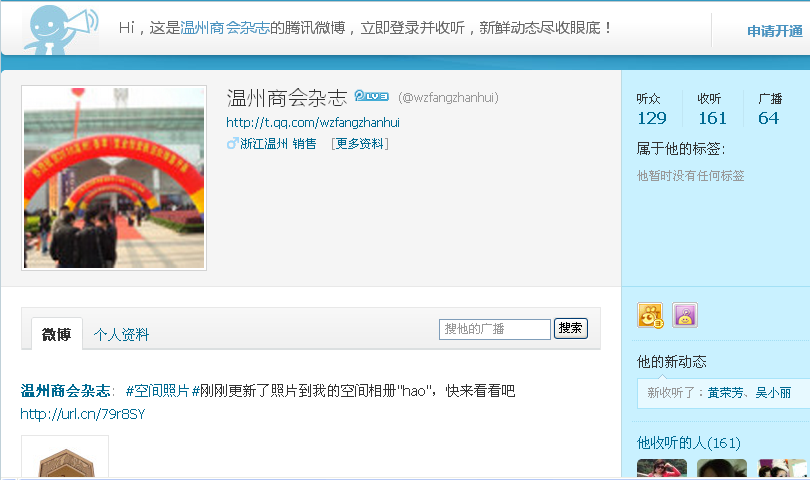 Hi，这是温州商会杂志的腾讯微博，立即登录并收听，新鲜动态尽收眼底！
申请开通
温州商会杂志 LV3 (@wzfangzhanhui)
http://t.qq.com/wzfangzhanhui
浙江温州 销售 [更多资料]
听众 收听 广播
129 161 64
属于他的标签：
他暂时没有任何标签
微博 个人资料 搜他的广播 搜索
温州商会杂志： #空间照片#刚刚更新了照片到我的空间相册"hao"，快来看看吧
http://url.cn/79r8SY
3
他的新动态
新收听了：黄荣芳、吴小丽
他收听的人(161)